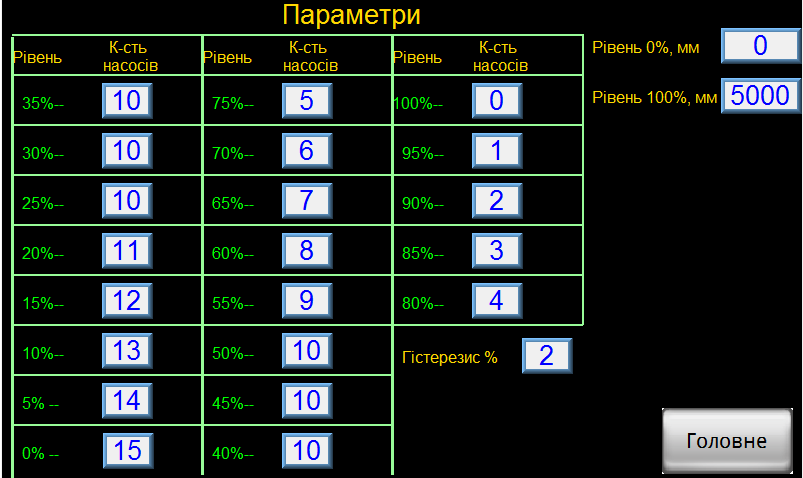 Параметри
Рівень К-сть насосів Рівень К-сть насосів Рівень К-сть насосів Рівень 0%, мм 0
35%-- 10 75%-- 5 100%-- 0 Рівень 100%, мм 5000
30%-- 10 70%-- 6 95%-- 1
25%-- 10 65%-- 7 90%-- 2
20%-- 11 60%-- 8 85%-- 3
15%-- 12 55%-- 9 80%-- 4
10%-- 13 50%-- 10 Гістерезис % 2
5% -- 14 45%-- 10
0% -- 15 40%-- 10 Головне